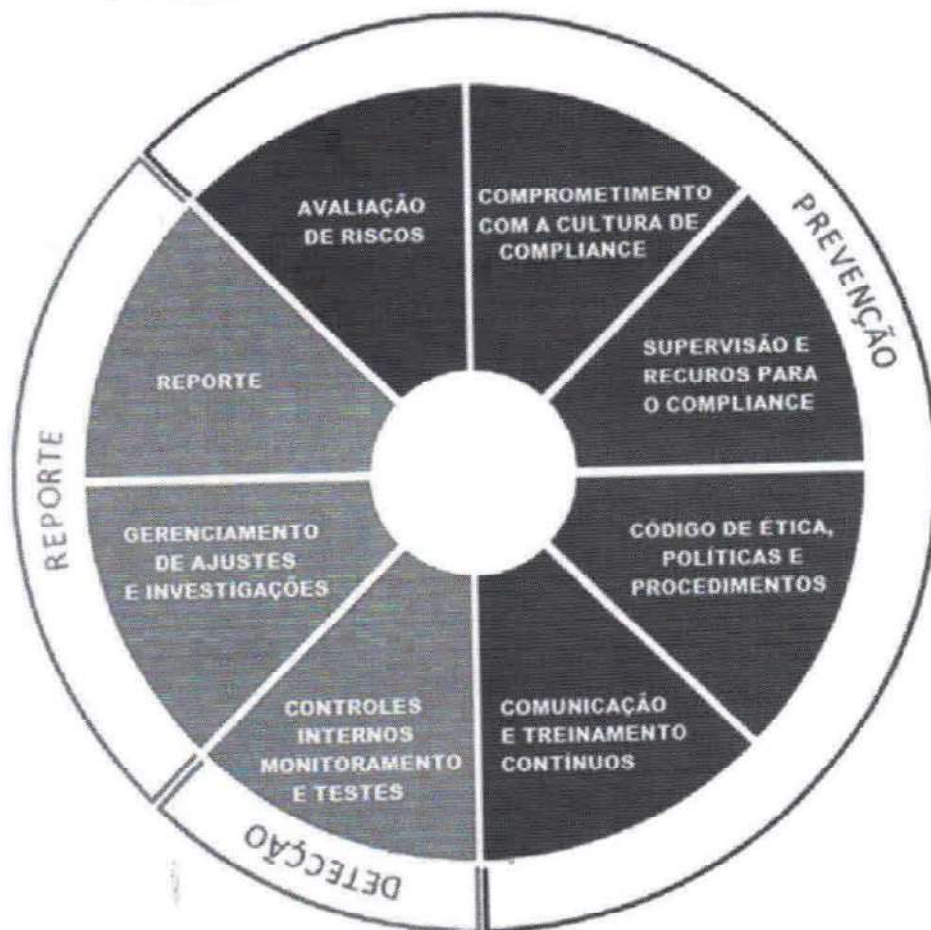 PREVENÇÃO
AVALIAÇÃO
DE RISCOS
COMPROMETIMENTO
COM A CULTURA DE
COMPLIANCE
SUPERVISÃO E
RECUROS PARA
O COMPLIANCE
CÓDIGO DE ÉTICA,
POLÍTICAS E
PROCEDIMENTOS
COMUNICAÇÃO
E TREINAMENTO
CONTÍNUOS
DETECÇÃO
CONTROLES
INTERNOS
MONITORAMENTO
E TESTES
REPORTE
GERENCIAMENTO
DE AJUSTES
E INVESTIGAÇÕES
REPORTE